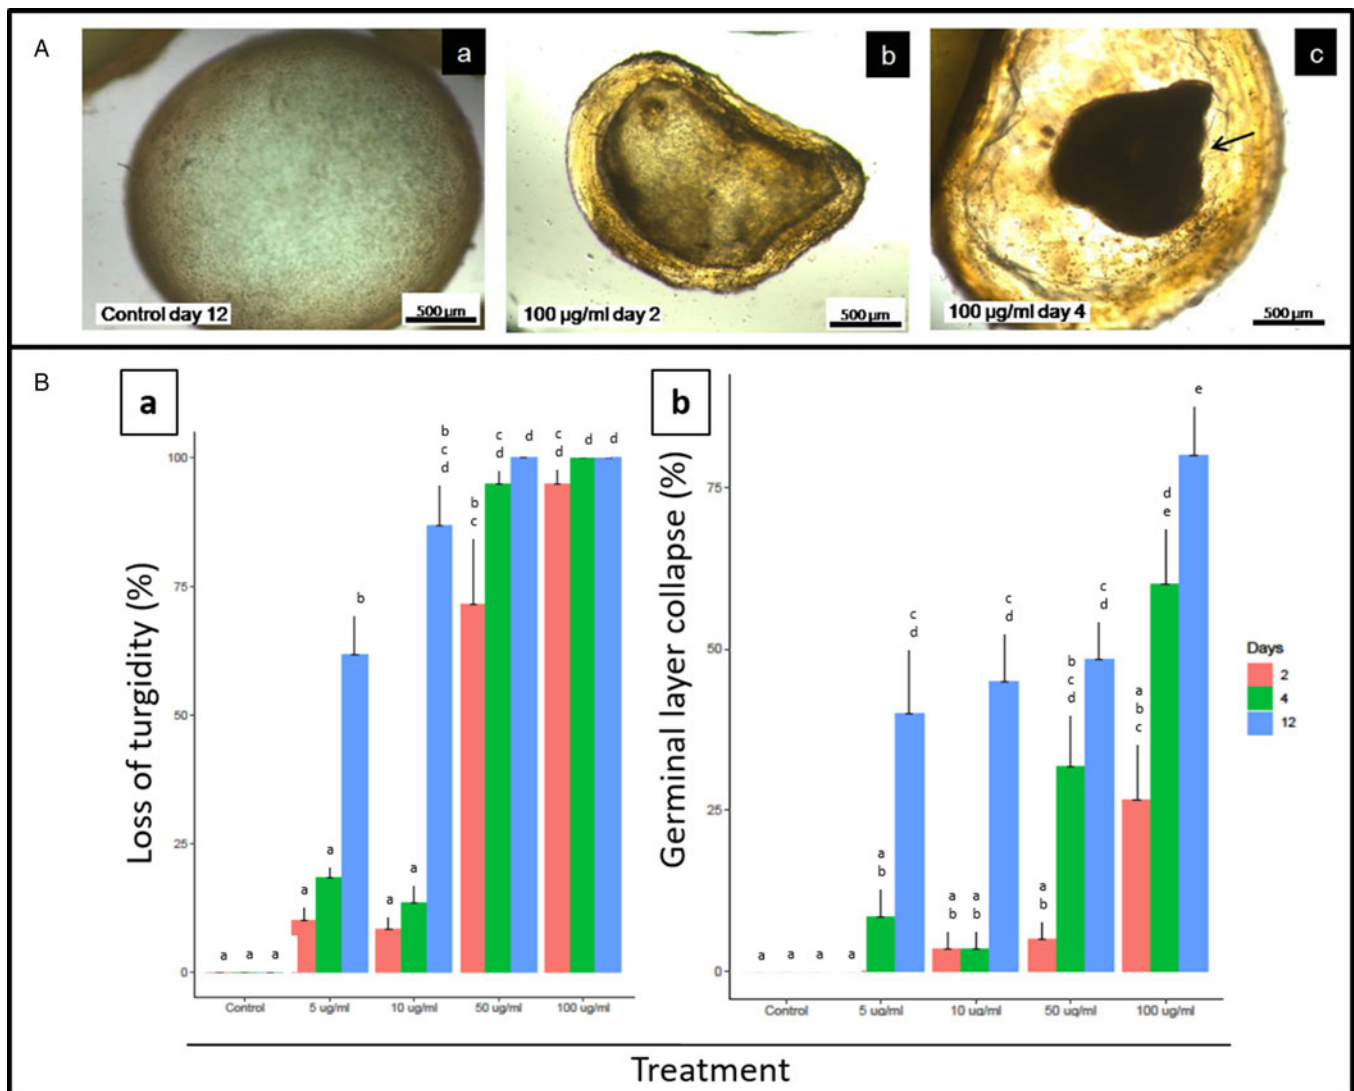 A
a
b
c
Control day 12
500 µm
100 µg/ml day 2
500 µm
100 µg/ml day 4
500 µm
B
a
Loss of turgidity (%)
100
75
50
25
0
a
a
a
a
a
b
a
a
b
c
d
b
c
c
d
d
c
d
d
d
Control
5 ug/ml
10 ug/ml
50 ug/ml
100 ug/ml
b
Germinal layer collapse (%)
75
50
25
0
a
a
a
a
a
b
c
d
a
b
a
b
c
d
a
b
b
c
d
c
d
a
b
c
d
e
e
Control
5 ug/ml
10 ug/ml
50 ug/ml
100 ug/ml
Days
2
4
12
Treatment